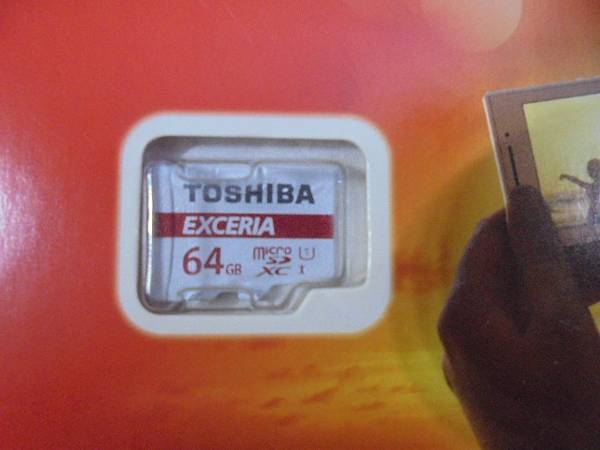 TOSHIBA
EXCERIA
64GB micro SD XC U1 I